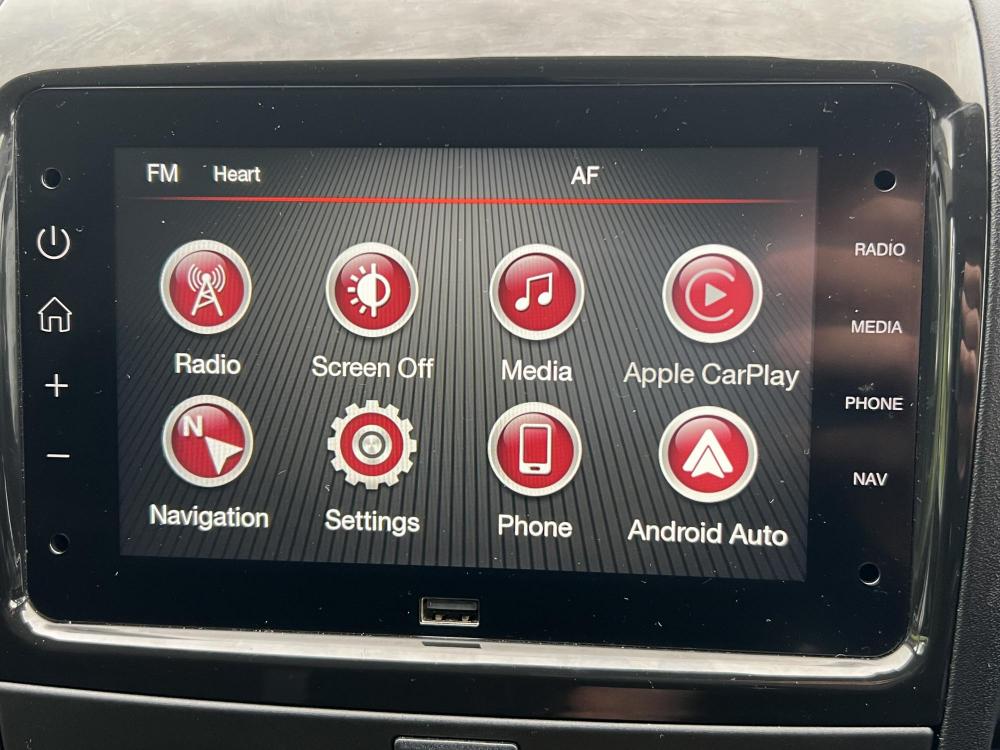 FM Heart AF
Radio Screen Off Media Apple CarPlay
N
Navigation Settings Phone Android Auto
+
−
RADIO
MEDIA
PHONE
NAV